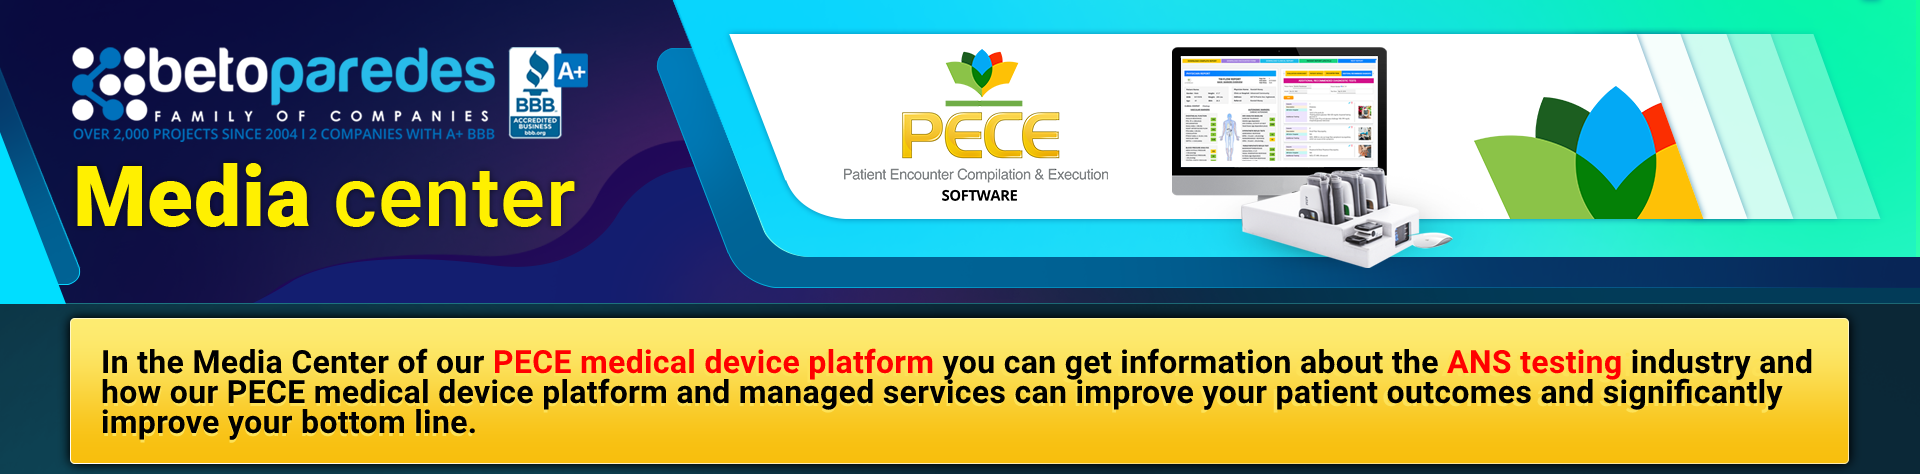 betoparedes
FAMILY OF COMPANIES
OVER 2,000 PROJECTS SINCE 2004 I 2 COMPANIES WITH A+ BBB
BBB
ACCREDITED
BUSINESS
bbb.org
A+
Media center
PECE
Patient Encounter Compilation & Execution
SOFTWARE
In the Media Center of our PECE medical device platform you can get information about the ANS testing industry and
how our PECE medical device platform and managed services can improve your patient outcomes and significantly
improve your bottom line.